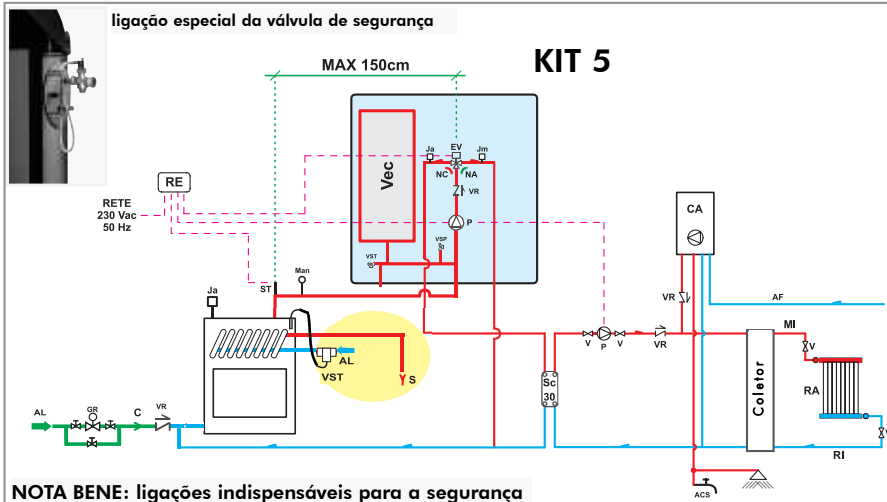 ligação especial da válvula de segurança
KIT 5
MAX 150cm
Vec
Ja
EV
Jm
NC
NA
VR
P
VST
VSP
RE
RETE
230 Vac
50 Hz
ST
Man
Ja
AL
VST
S
AL
GR
C
VR
Sc
30
V
P
V
VR
VR
CA
AF
MI
V
Coletor
RA
V
RI
ACS
NOTA BENE: ligações indispensáveis para a segurança